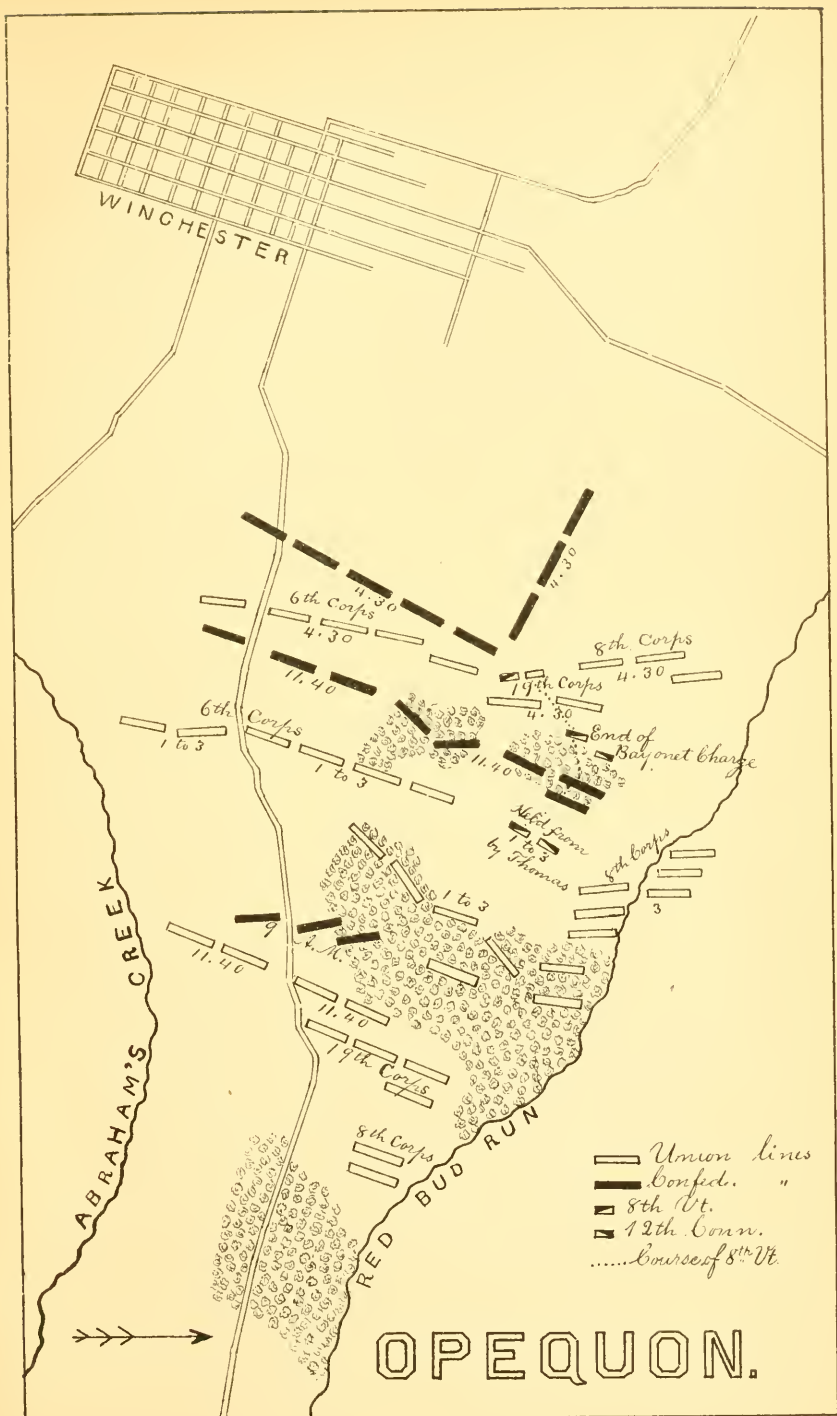 WINCHESTER
4.30
4.30
6th Corps
4.30
8th Corps
4.30
11.40
19th Corps
4.30
6th Corps
1 to 3
1 to 3
11.40
End of
Bayonet Charge
Held from
1 to 3
by Thomas
8th Corps
3
1 to 3
9 A.M.
11.40
11.40
19th Corps
8th Corps
ABRAHAM'S CREEK
RED BUD RUN
Union lines
Confed. "
8th Vt.
12th Conn.
......Course of 8th Vt.
OPEQUON.